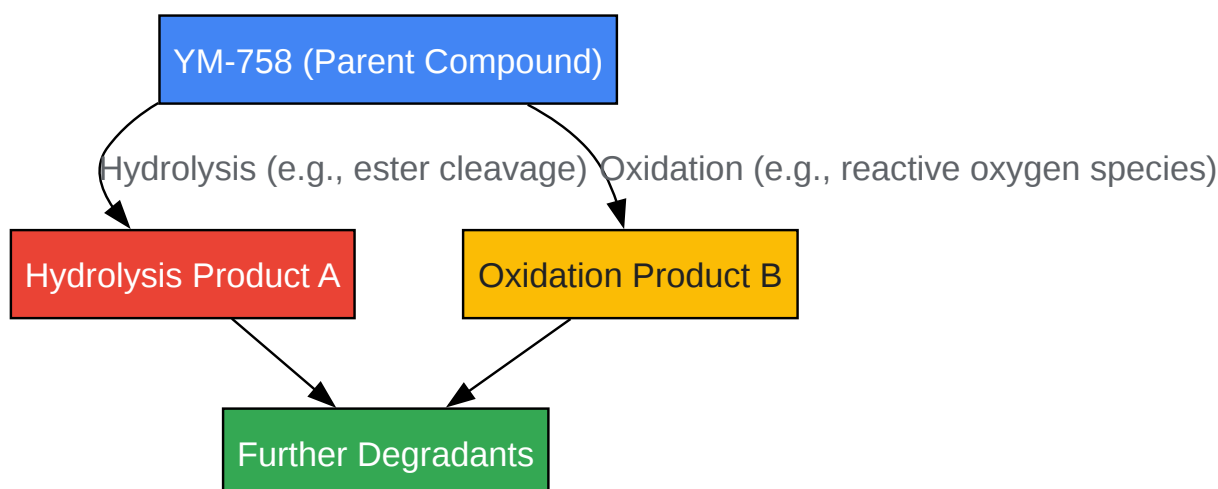 YM-758 (Parent Compound)
Hydrolysis (e.g., ester cleavage)
Oxidation (e.g., reactive oxygen species)
Hydrolysis Product A
Oxidation Product B
Further Degradants